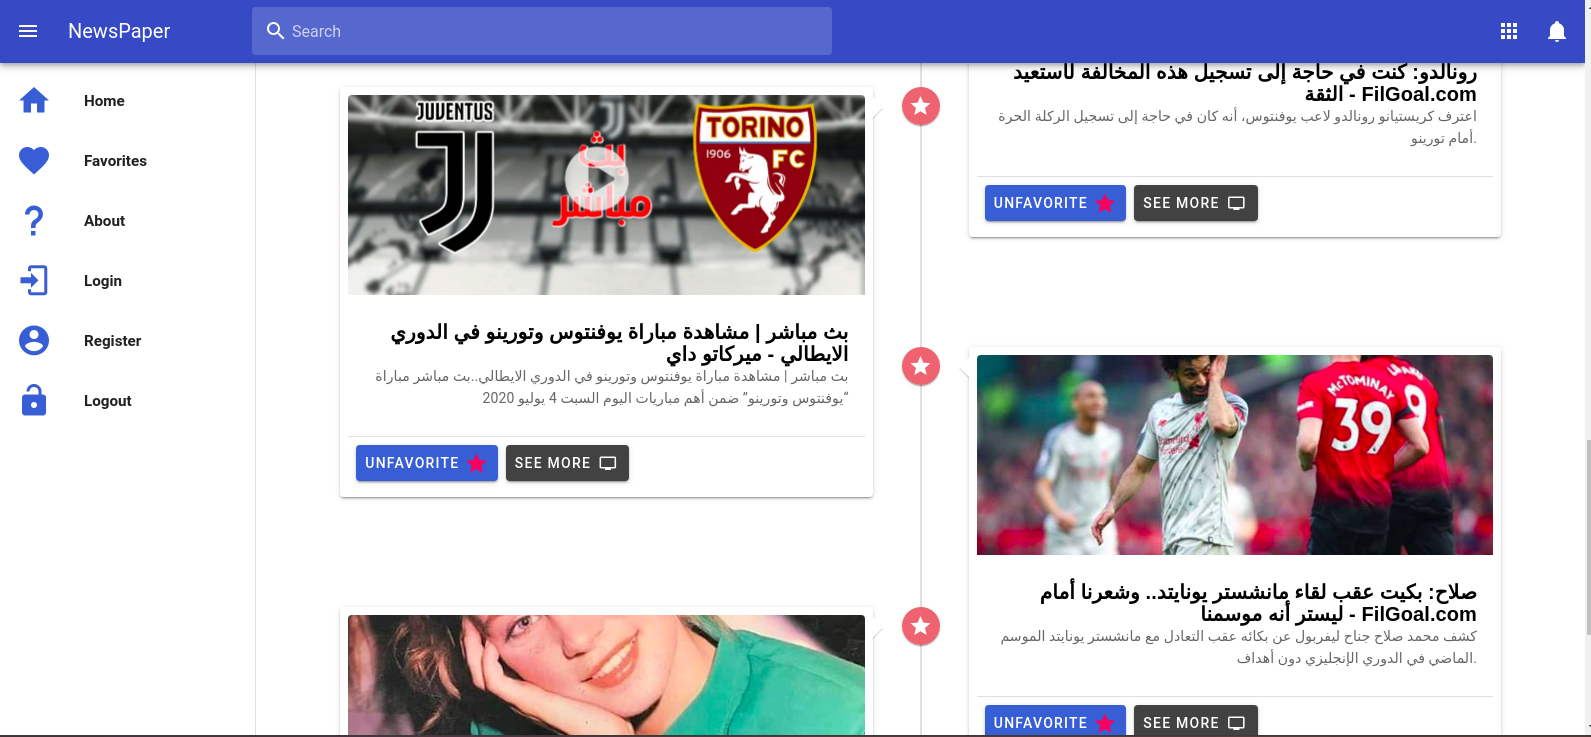 NewsPaper
Search
Home
Favorites
About
Login
Register
Logout
JUVENTUS
TORINO
1906 FC
بث
مباشر
بث مباشر | مشاهدة مباراة يوفنتوس وتورينو في الدوري
الايطالي - ميركاتو داي
بث مباشر | مشاهدة مباراة يوفنتوس وتورينو في الدوري الايطالي..بث مباشر مباراة
“يوفنتوس وتورينو” ضمن أهم مباريات اليوم السبت 4 يوليو 2020
UNFAVORITE
SEE MORE
رونالدو: كنت في حاجة إلى تسجيل هذه المخالفة لأستعيد
الثقة - FilGoal.com
اعترف كريستيانو رونالدو لاعب يوفنتوس، أنه كان في حاجة إلى تسجيل الركلة الحرة
.أمام تورينو
UNFAVORITE
SEE MORE
McTOMINAY
39
9
صلاح: بكيت عقب لقاء مانشستر يونايتد.. وشعرنا أمام
ليستر أنه موسمنا - FilGoal.com
كشف محمد صلاح جناح ليفربول عن بكائه عقب التعادل مع مانشستر يونايتد الموسم
.الماضي في الدوري الإنجليزي دون أهداف
UNFAVORITE
SEE MORE